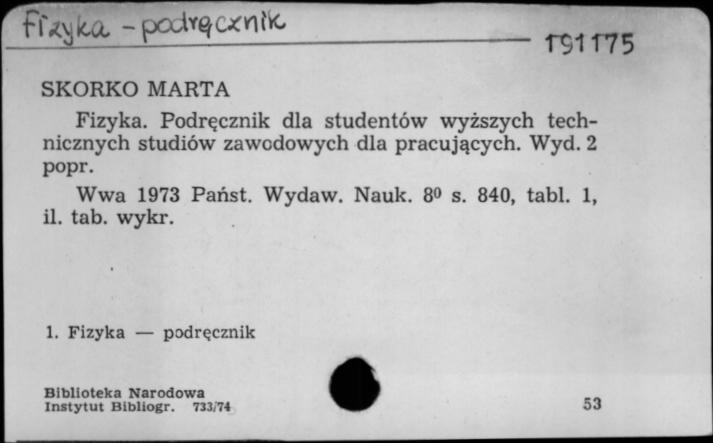 Fizyka - podręcznik
191175
SKORKO MARTA
Fizyka. Podręcznik dla studentów wyższych tech-
nicznych studiów zawodowych dla pracujących. Wyd. 2
popr.
Wwa 1973 Państ. Wydaw. Nauk. 8⁰ s. 840, tabl. 1,
il. tab. wykr.
1. Fizyka — podręcznik
Biblioteka Narodowa
Instytut Bibliogr. 733/74
53